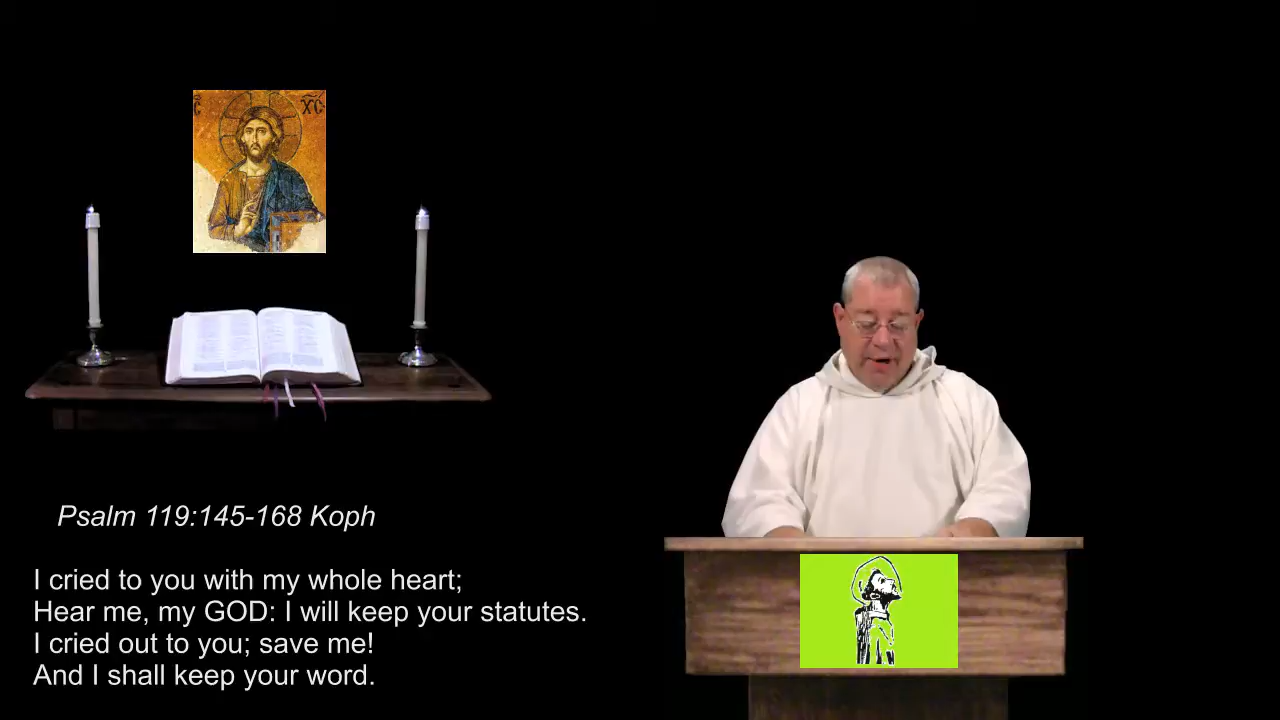 XC
Psalm 119:145-168 Koph
I cried to you with my whole heart;
Hear me, my GOD: I will keep your statutes.
I cried out to you; save me!
And I shall keep your word.